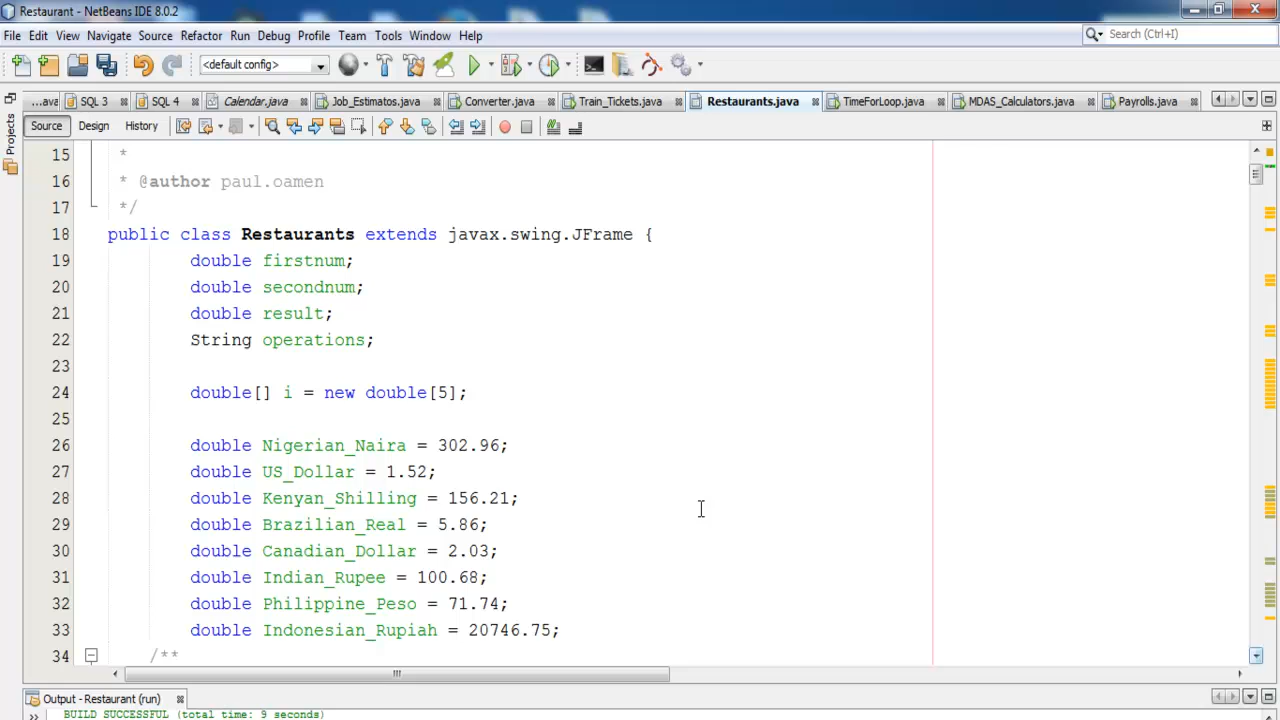 Restaurant - NetBeans IDE 8.0.2
File Edit View Navigate Source Refactor Run Debug Profile Team Tools Window Help
Search (Ctrl+I)
<default config>
...ava SQL 3 SQL 4 Calendar.java Job_Estimatos.java Converter.java Train_Tickets.java Restaurants.java TimeForLoop.java MDAS_Calculators.java Payrolls.java
Projects
Source Design History
15 *
16 * @author paul.oamen
17 */
18 public class Restaurants extends javax.swing.JFrame {
19 double firstnum;
20 double secondnum;
21 double result;
22 String operations;
23
24 double[] i = new double[5];
25
26 double Nigerian_Naira = 302.96;
27 double US_Dollar = 1.52;
28 double Kenyan_Shilling = 156.21;
29 double Brazilian_Real = 5.86;
30 double Canadian_Dollar = 2.03;
31 double Indian_Rupee = 100.68;
32 double Philippine_Peso = 71.74;
33 double Indonesian_Rupiah = 20746.75;
34 /**
Output - Restaurant (run)
BUILD SUCCESSFUL (total time: 9 seconds)